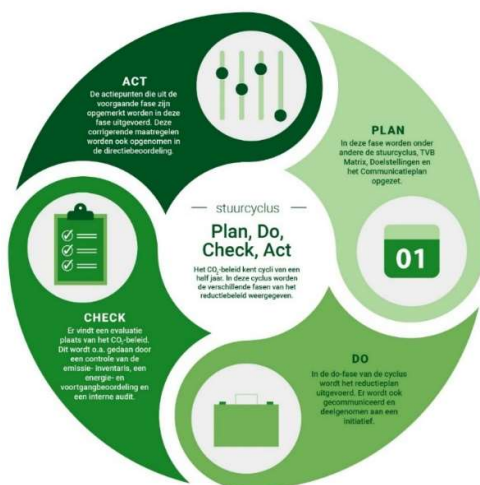 ACT
De actiepunten die uit de
voorgaande fase zijn
opgemerkt worden in deze
fase uitgevoerd. Deze
corrigerende maatregelen
worden ook opgenomen in
de directiebeoordeling.
PLAN
In deze fase worden onder
andere de stuurcyclus, TVB
Matrix, Doelstellingen en
het Communicatieplan
opgezet.
stuurcyclus
Plan, Do,
Check, Act
Het CO₂-beleid kent cycli van een
half jaar. In deze cyclus worden
de verschillende fasen van het
reductiebeleid weergegeven.
01
CHECK
Er vindt een evaluatie
plaats van het CO₂-beleid.
Dit wordt o.a. gedaan door
een controle van de
emissie- inventaris, een
energie- en
voortgangbeoordeling en
een interne audit.
DO
In de do-fase van de cyclus
wordt het reductieplan
uitgevoerd. Er wordt ook
gecommuniceerd en
deelgenomen aan een
initiatief.